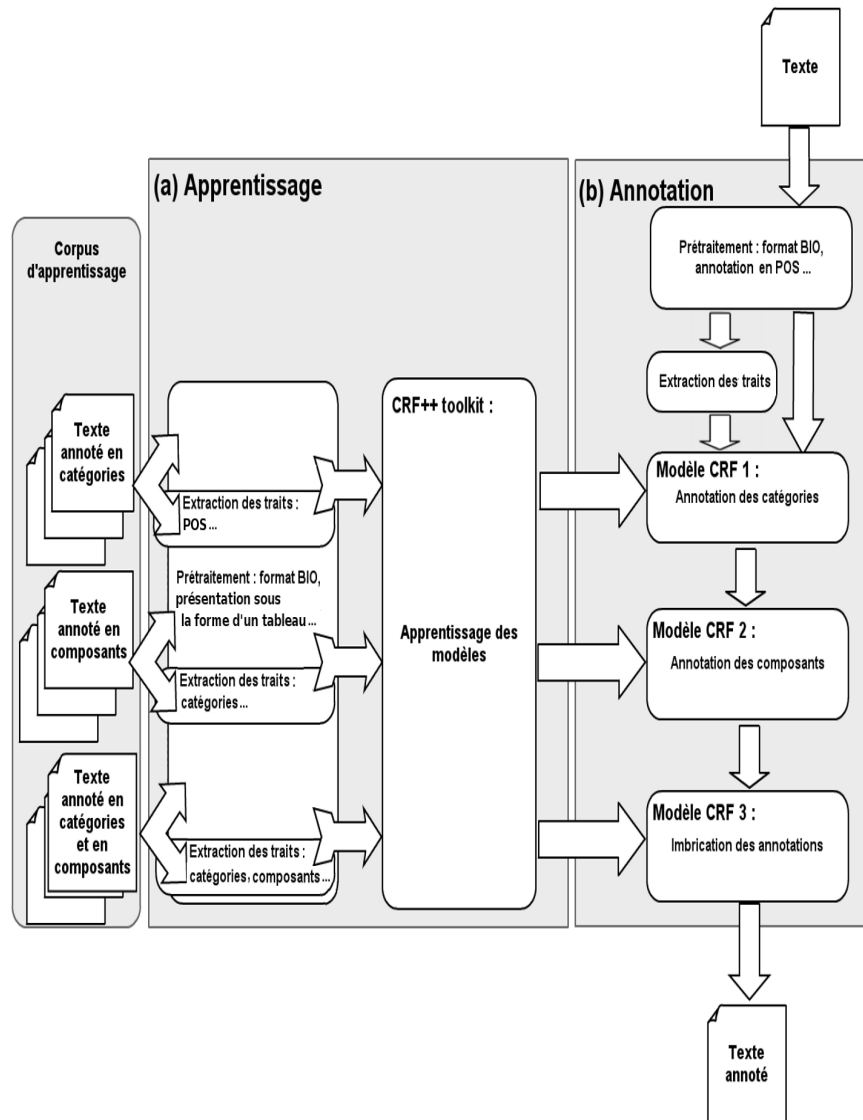 Texte
(a) Apprentissage
(b) Annotation
Corpus
d'apprentissage
Prétraitement : format BIO,
annotation en POS ...
Extraction des traits
Texte
annoté en
catégories
CRF++ toolkit :
Extraction des traits :
POS ...
Modèle CRF 1 :
Annotation des catégories
Prétraitement : format BIO,
présentation sous
la forme d'un tableau ...
Texte
annoté en
composants
Apprentissage des
modèles
Extraction des traits :
catégories ...
Modèle CRF 2 :
Annotation des composants
Texte
annoté en
catégories
et en
composants
Extraction des traits :
catégories, composants ...
Modèle CRF 3 :
Imbrication des annotations
Texte
annoté